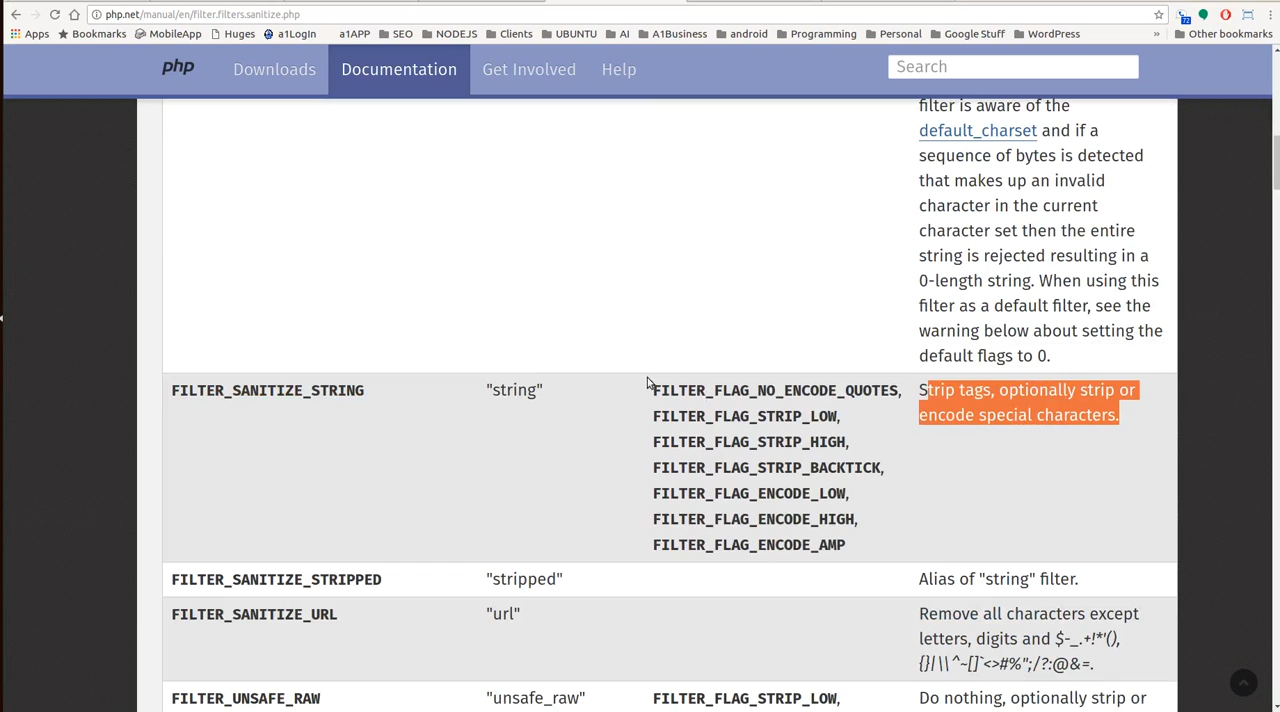 php.net/manual/en/filter.filters.sanitize.php
72
Apps Bookmarks MobileApp Huges a1LogIn a1APP SEO NODEJS Clients UBUNTU AI A1Business android Programming Personal Google Stuff WordPress » Other bookmarks
php Downloads Documentation Get Involved Help Search
filter is aware of the
default_charset and if a
sequence of bytes is detected
that makes up an invalid
character in the current
character set then the entire
string is rejected resulting in a
0-length string. When using this
filter as a default filter, see the
warning below about setting the
default flags to 0.
FILTER_SANITIZE_STRING "string" FILTER_FLAG_NO_ENCODE_QUOTES, Strip tags, optionally strip or
FILTER_FLAG_STRIP_LOW, encode special characters.
FILTER_FLAG_STRIP_HIGH,
FILTER_FLAG_STRIP_BACKTICK,
FILTER_FLAG_ENCODE_LOW,
FILTER_FLAG_ENCODE_HIGH,
FILTER_FLAG_ENCODE_AMP
FILTER_SANITIZE_STRIPPED "stripped" Alias of "string" filter.
FILTER_SANITIZE_URL "url" Remove all characters except
letters, digits and $-_.+!*'(),
{}|\\^~[]`<>#%";/?:@&=.
FILTER_UNSAFE_RAW "unsafe_raw" FILTER_FLAG_STRIP_LOW, Do nothing, optionally strip or